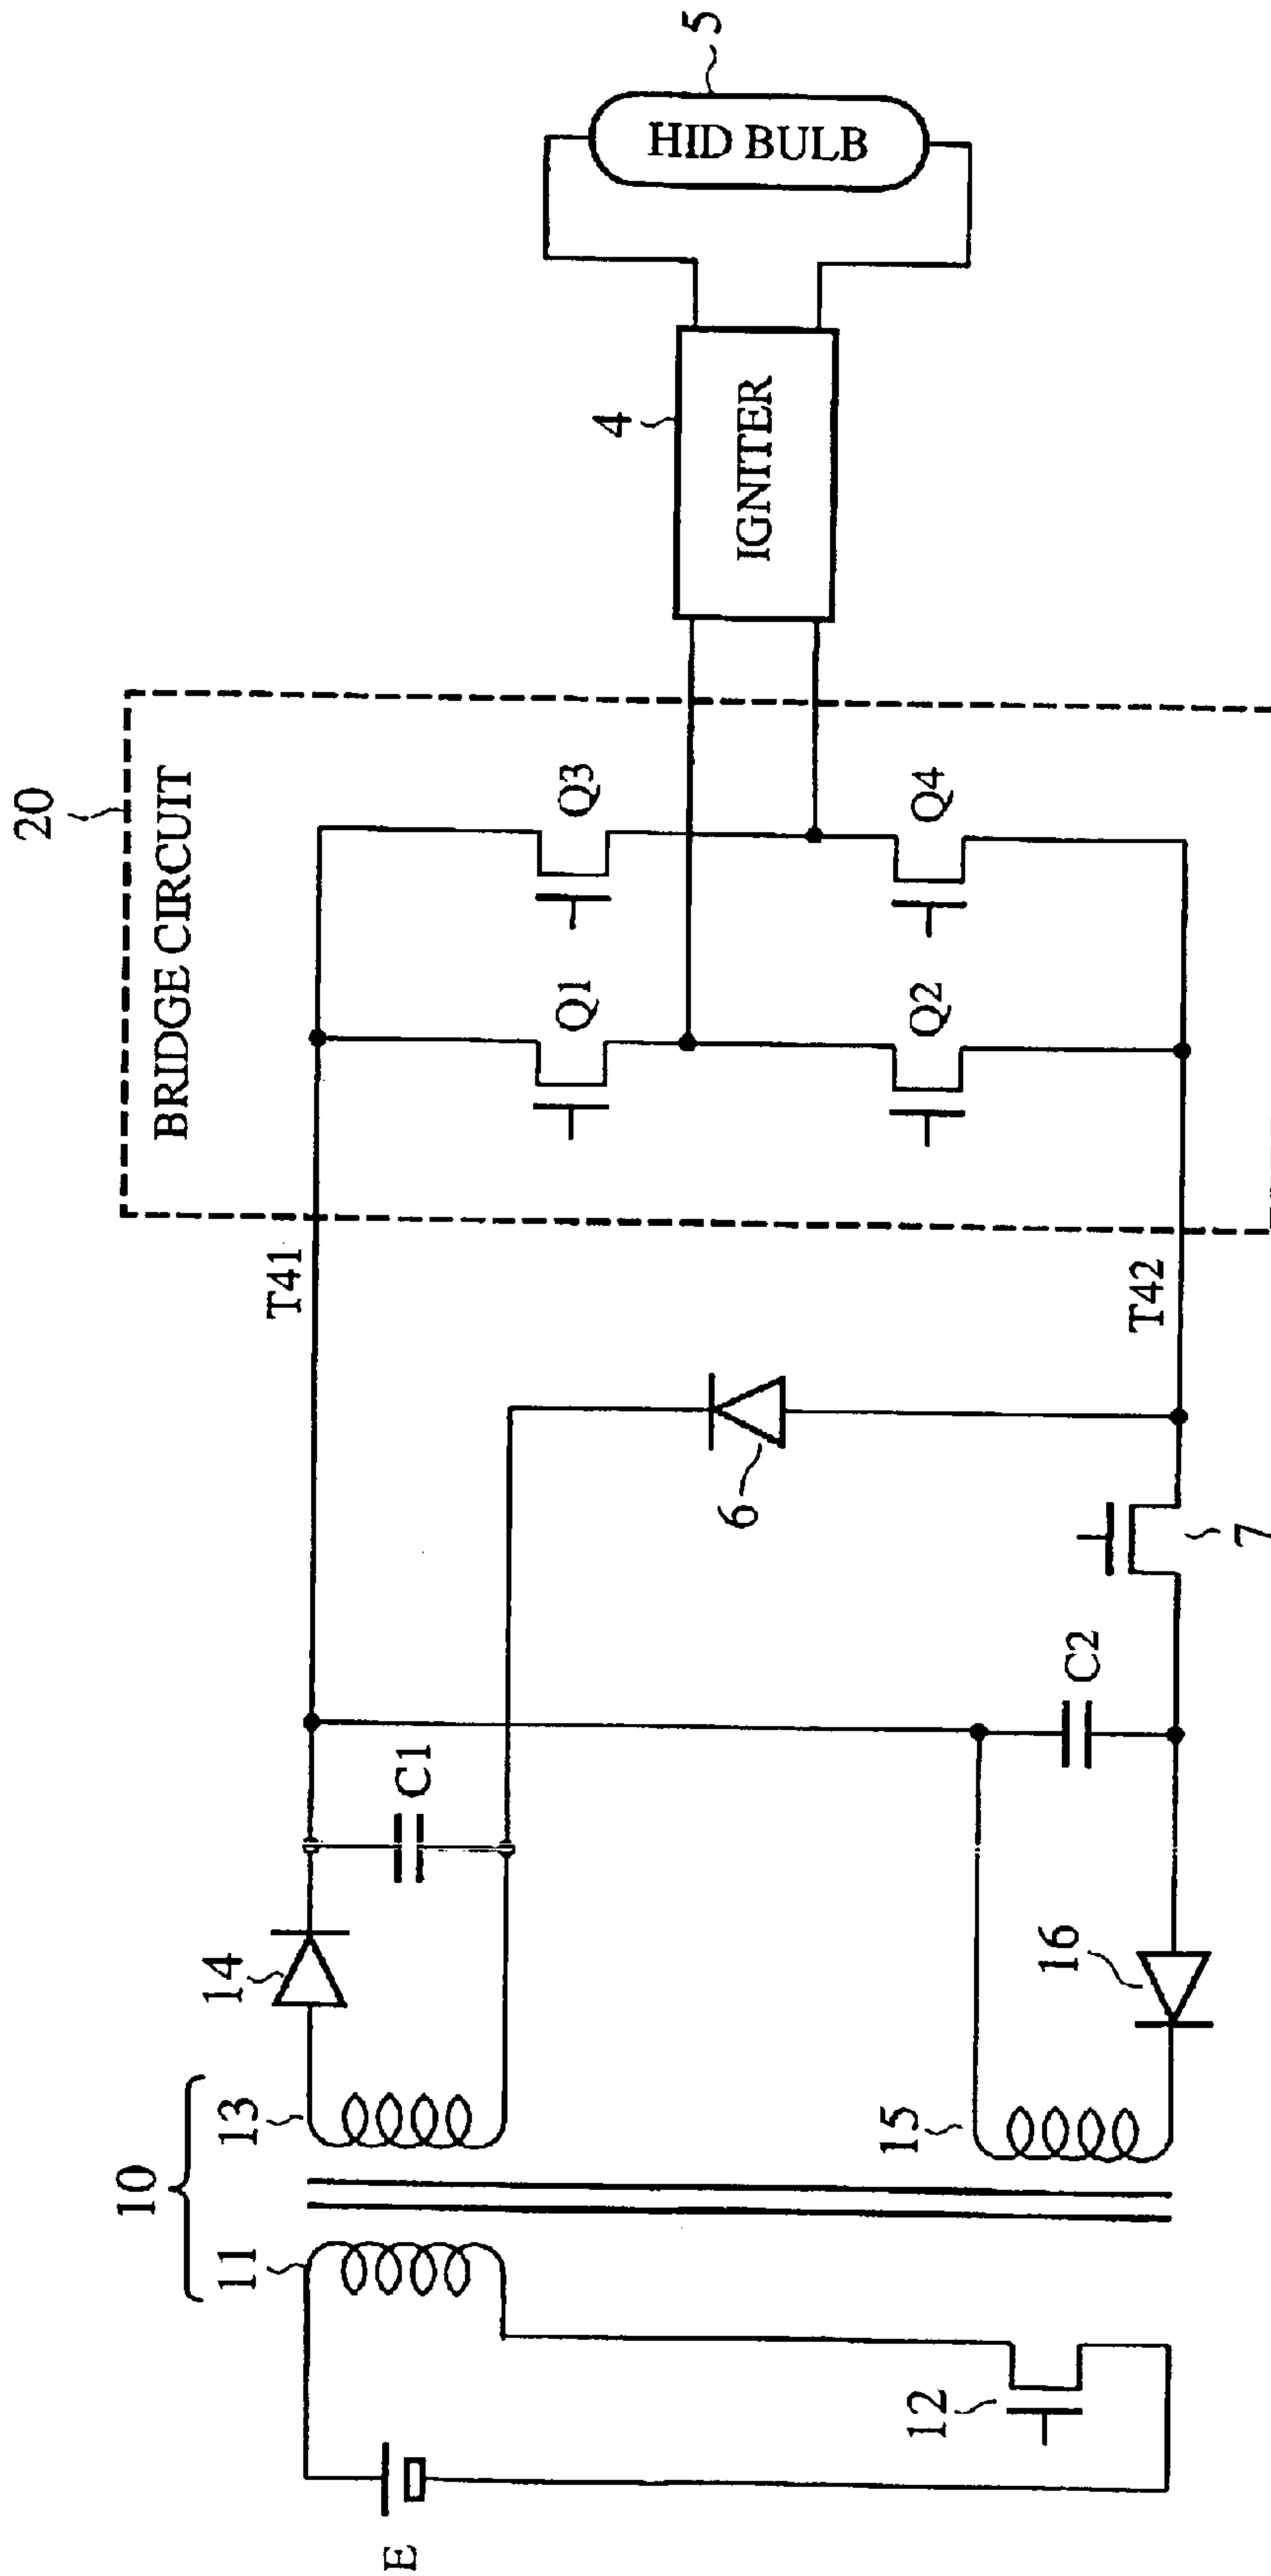 20
BRIDGE CIRCUIT
10
11
13
14
T41
E
C1
Q1
Q3
4
IGNITER
5
HID BULB
6
12
15
16
C2
7
T42
Q2
Q4